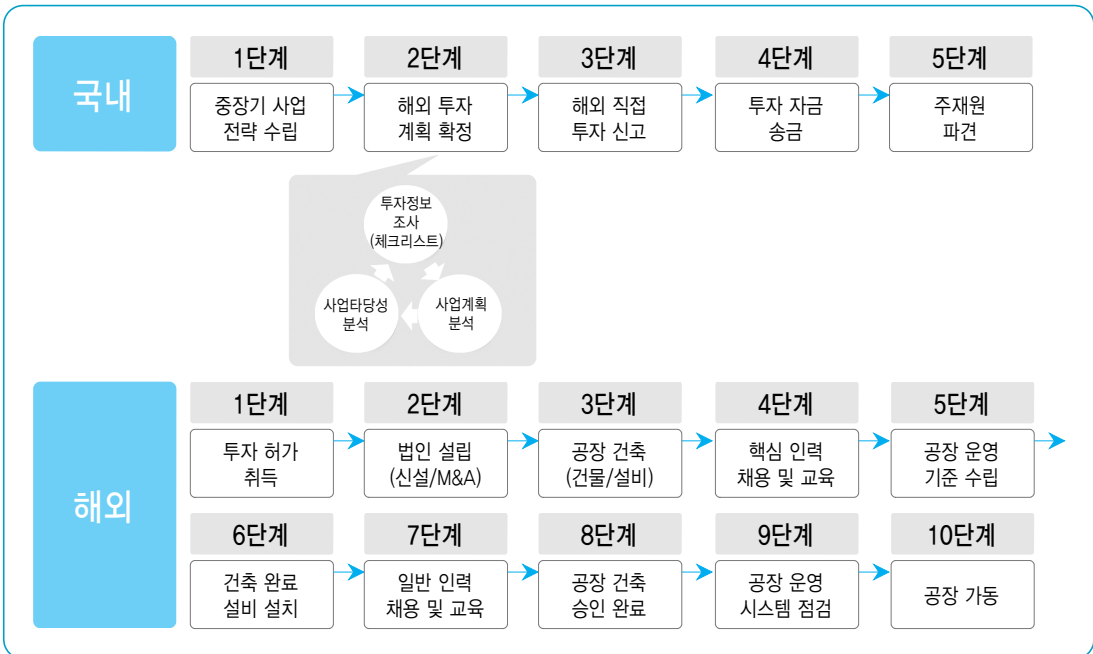 국내
1단계
중장기 사업
전략 수립
2단계
해외 투자
계획 확정
3단계
해외 직접
투자 신고
4단계
투자 자금
송금
5단계
주재원
파견
투자정보
조사
(체크리스트)
사업타당성
분석
사업계획
분석
해외
1단계
투자 허가
취득
2단계
법인 설립
(신설/M&A)
3단계
공장 건축
(건물/설비)
4단계
핵심 인력
채용 및 교육
5단계
공장 운영
기준 수립
6단계
건축 완료
설비 설치
7단계
일반 인력
채용 및 교육
8단계
공장 건축
승인 완료
9단계
공장 운영
시스템 점검
10단계
공장 가동